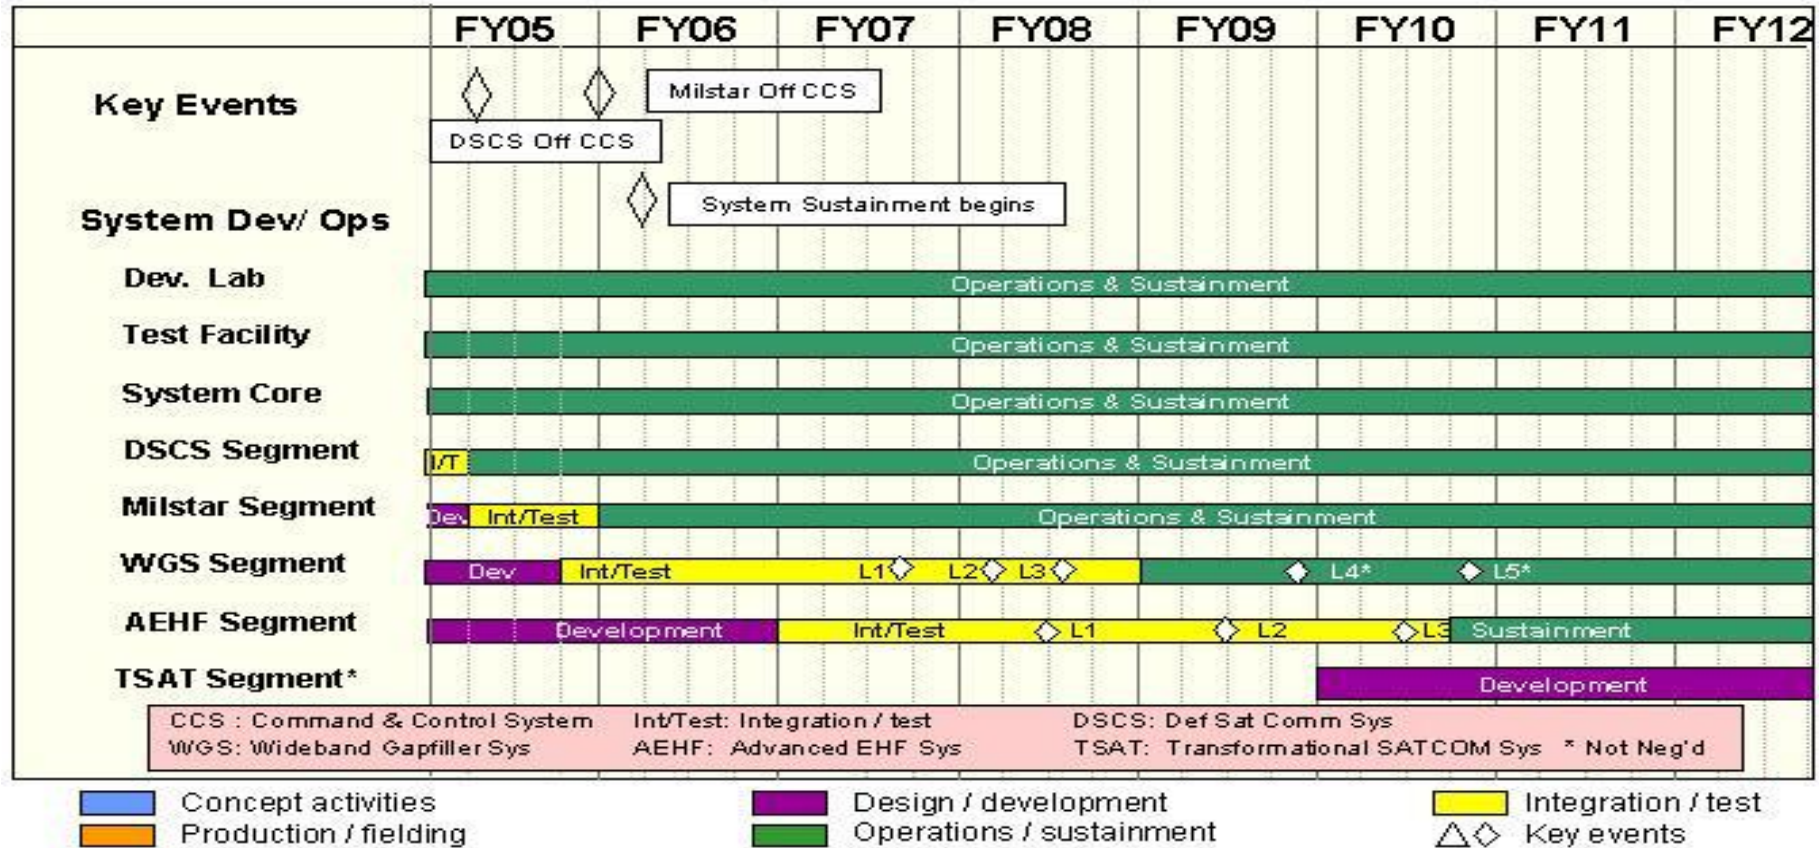 FY05 FY06 FY07 FY08 FY09 FY10 FY11 FY12
Key Events
Milstar Off CCS
DSCS Off CCS
System Dev/ Ops
System Sustainment begins
Dev. Lab
Operations & Sustainment
Test Facility
Operations & Sustainment
System Core
Operations & Sustainment
DSCS Segment
I/T
Operations & Sustainment
Milstar Segment
Dev Int/Test
Operations & Sustainment
WGS Segment
Dev Int/Test L1 L2 L3 L4* L5*
AEHF Segment
Development Int/Test L1 L2 L3 Sustainment
TSAT Segment*
Development
CCS : Command & Control System Int/Test: Integration / test DSCS: Def Sat Comm Sys
WGS: Wideband Gapfiller Sys AEHF: Advanced EHF Sys TSAT: Transformational SATCOM Sys * Not Neg'd
Concept activities Design / development Integration / test
Production / fielding Operations / sustainment Key events